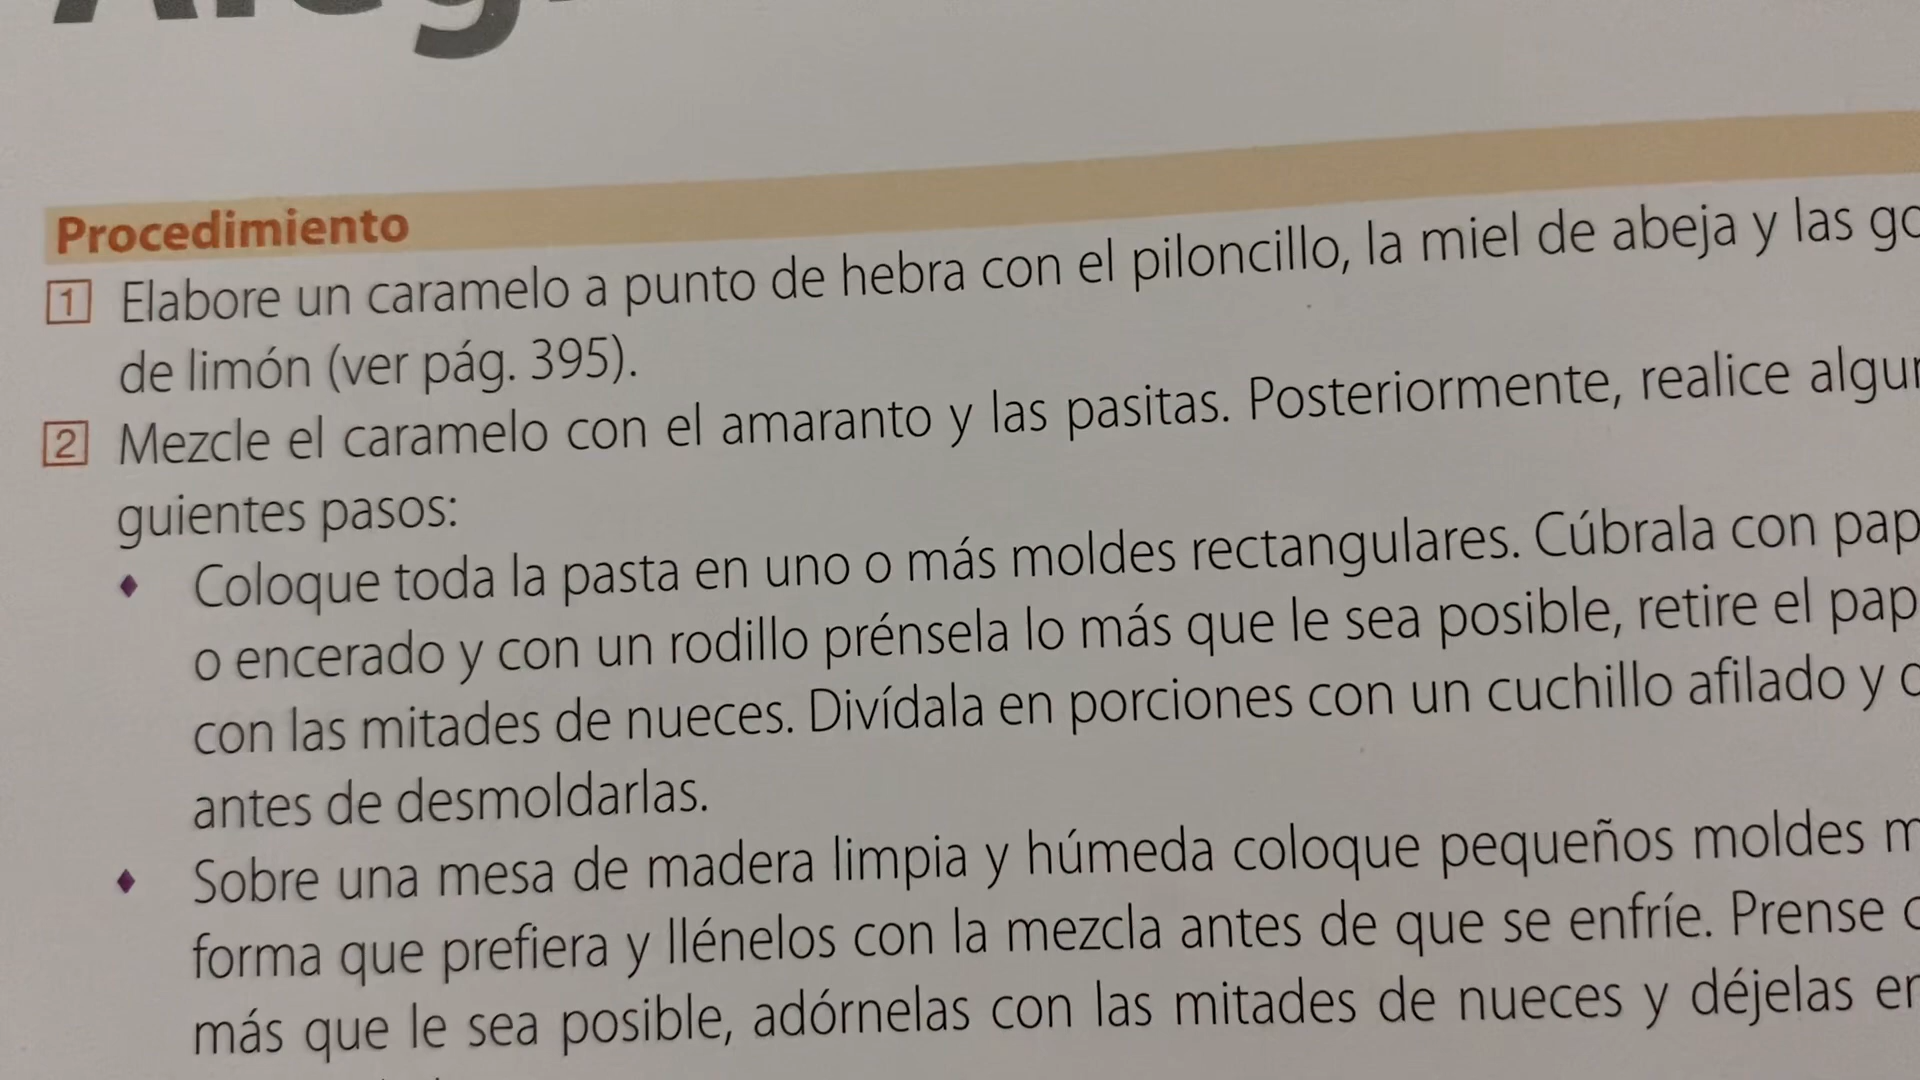 Procedimiento
1 Elabore un caramelo a punto de hebra con el piloncillo, la miel de abeja y las
de limón (ver pág. 395).
2 Mezcle el caramelo con el amaranto y las pasitas. Posteriormente, realice
guientes pasos:
♦ Coloque toda la pasta en uno o más moldes rectangulares. Cúbrala con
o encerado y con un rodillo prénsela lo más que le sea posible, retire el
con las mitades de nueces. Divídala en porciones con un cuchillo afilado y
antes de desmoldarlas.
♦ Sobre una mesa de madera limpia y húmeda coloque pequeños moldes
forma que prefiera y llénelos con la mezcla antes de que se enfríe. Prense
más que le sea posible, adórnelas con las mitades de nueces y déjelas